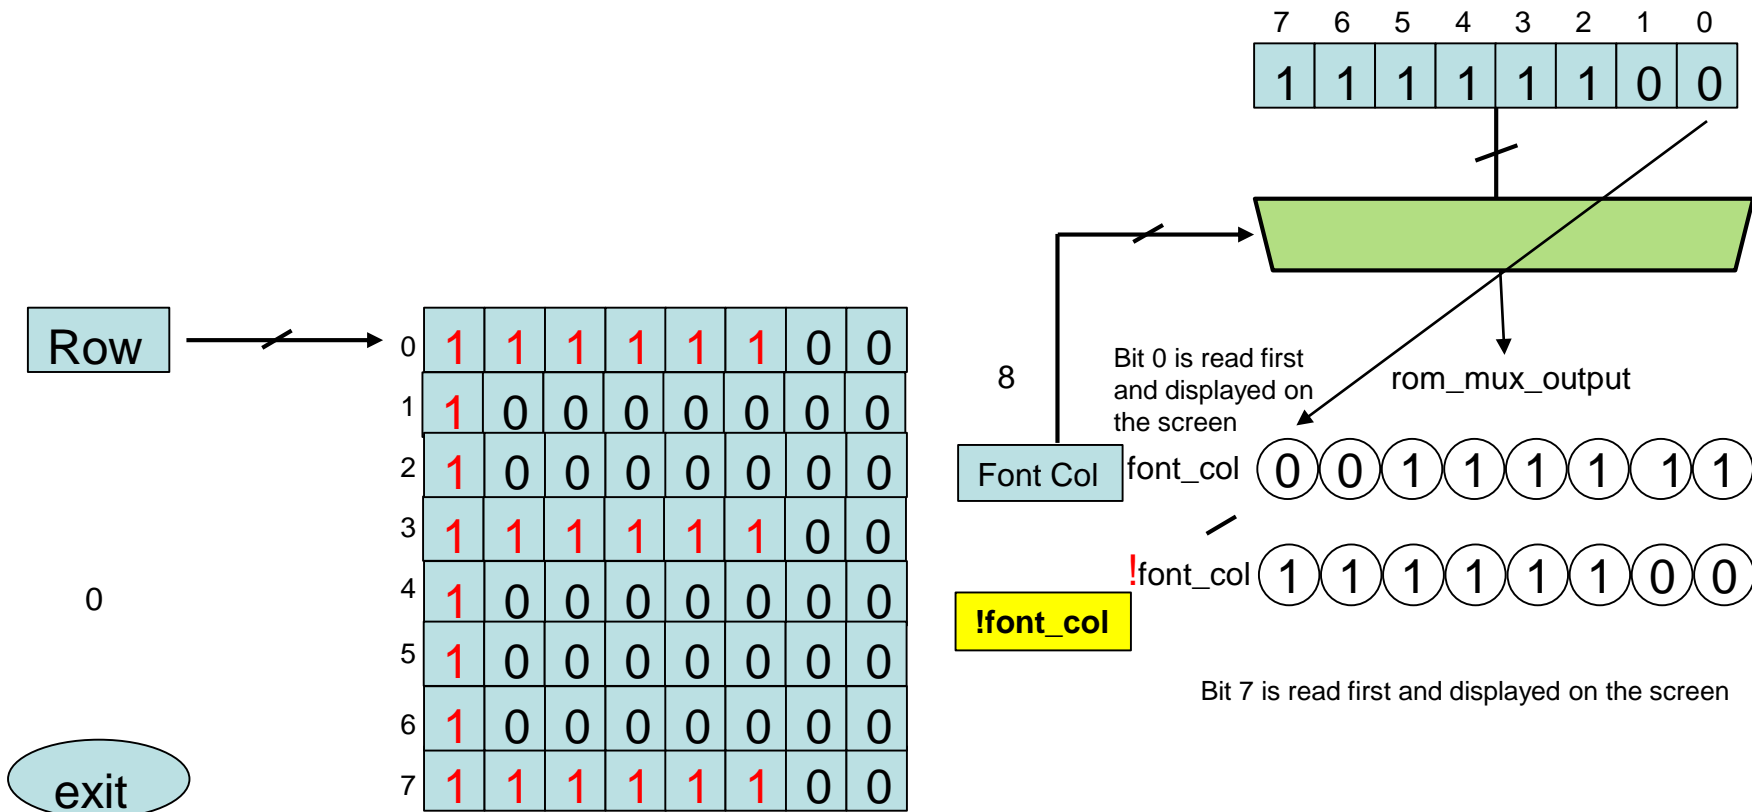 7 6 5 4 3 2 1 0
1 1 1 1 1 1 0 0
Row
0 1 1 1 1 1 1 0 0
1 1 0 0 0 0 0 0 0
2 1 0 0 0 0 0 0 0
3 1 1 1 1 1 1 0 0
4 1 0 0 0 0 0 0 0
5 1 0 0 0 0 0 0 0
6 1 0 0 0 0 0 0 0
7 1 1 1 1 1 1 0 0
0
exit
8
Bit 0 is read first
and displayed on
the screen
rom_mux_output
Font Col
font_col 0 0 1 1 1 1 1 1
!font_col 1 1 1 1 1 1 0 0
!font_col
Bit 7 is read first and displayed on the screen